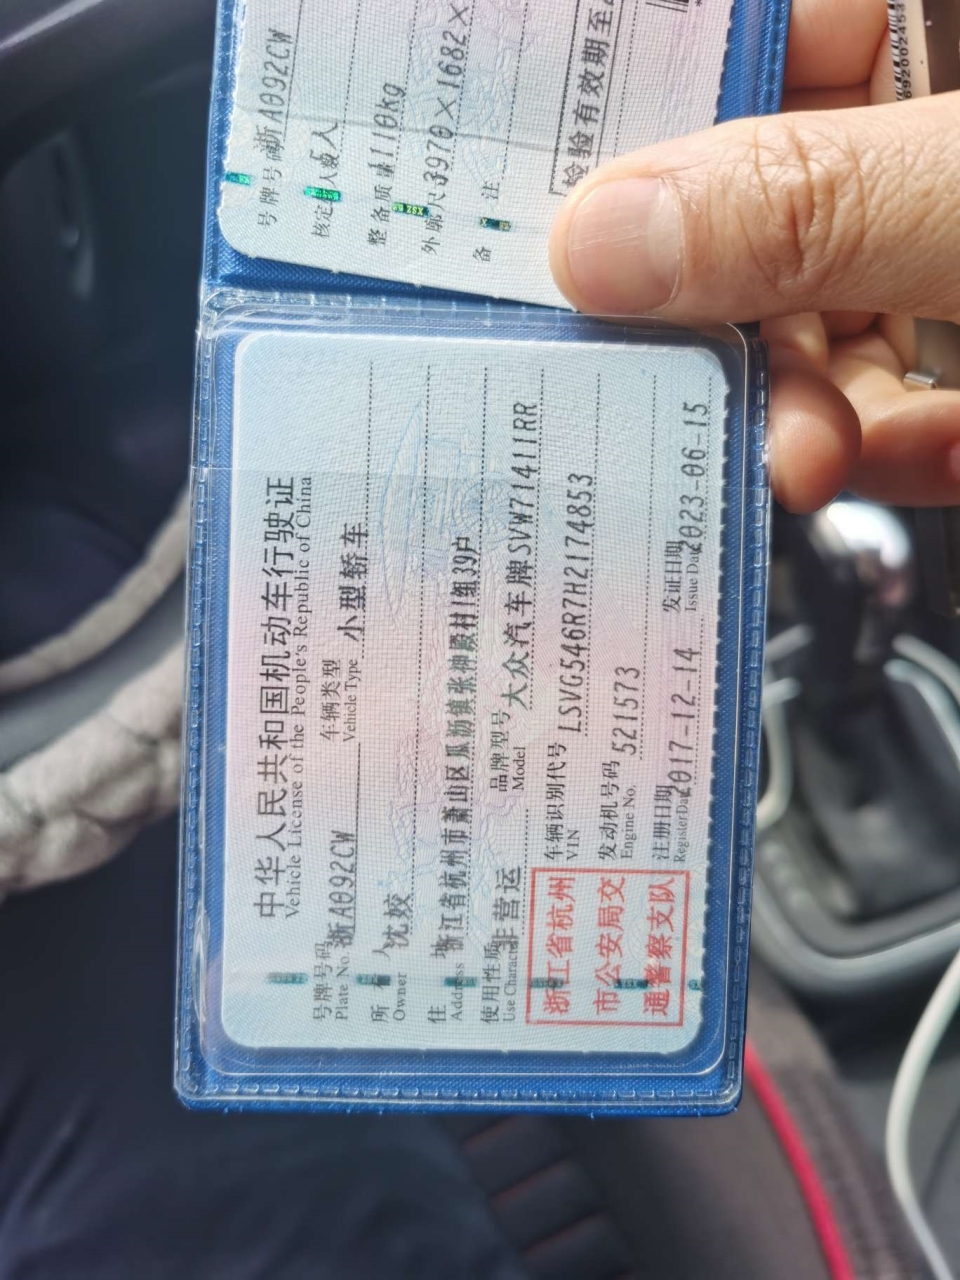 号牌号码 浙A092CW
核定 人数 人
整备质量 1110kg
外廓尺 3970×1682×
备 注
检验有效期至
692002453
中华人民共和国机动车行驶证
Vehicle License of the People's Republic of China
号牌号码 浙A092CW 车辆类型 小型轿车
Plate No. Vehicle Type
所 人 沈姣
Owner
住 址 浙江省杭州市萧山区瓜沥镇张神殿村1组39户
Address
使用性质 非营运 品牌型号 大众汽车牌SVW71411RR
Use Character Model
车辆识别代号 LSVG546R7H2174853
VIN
发动机号码 521573
Engine No.
注册日期 2017-12-14 发证日期 2023-06-15
Register Date Issue Date
浙江省杭州
市公安局交
通警察支队